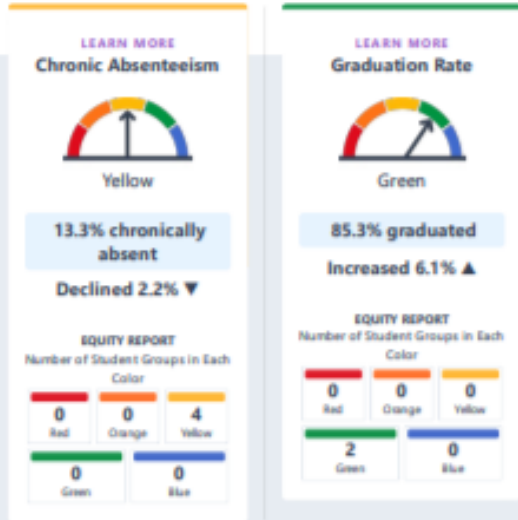 LEARN MORE
Chronic Absenteeism
Yellow
13.3% chronically
absent
Declined 2.2% ▼
EQUITY REPORT
Number of Student Groups in Each
Color
0
Red
0
Orange
4
Yellow
0
Green
0
Blue
LEARN MORE
Graduation Rate
Green
85.3% graduated
Increased 6.1% ▲
EQUITY REPORT
Number of Student Groups in Each
Color
0
Red
0
Orange
0
Yellow
2
Green
0
Blue